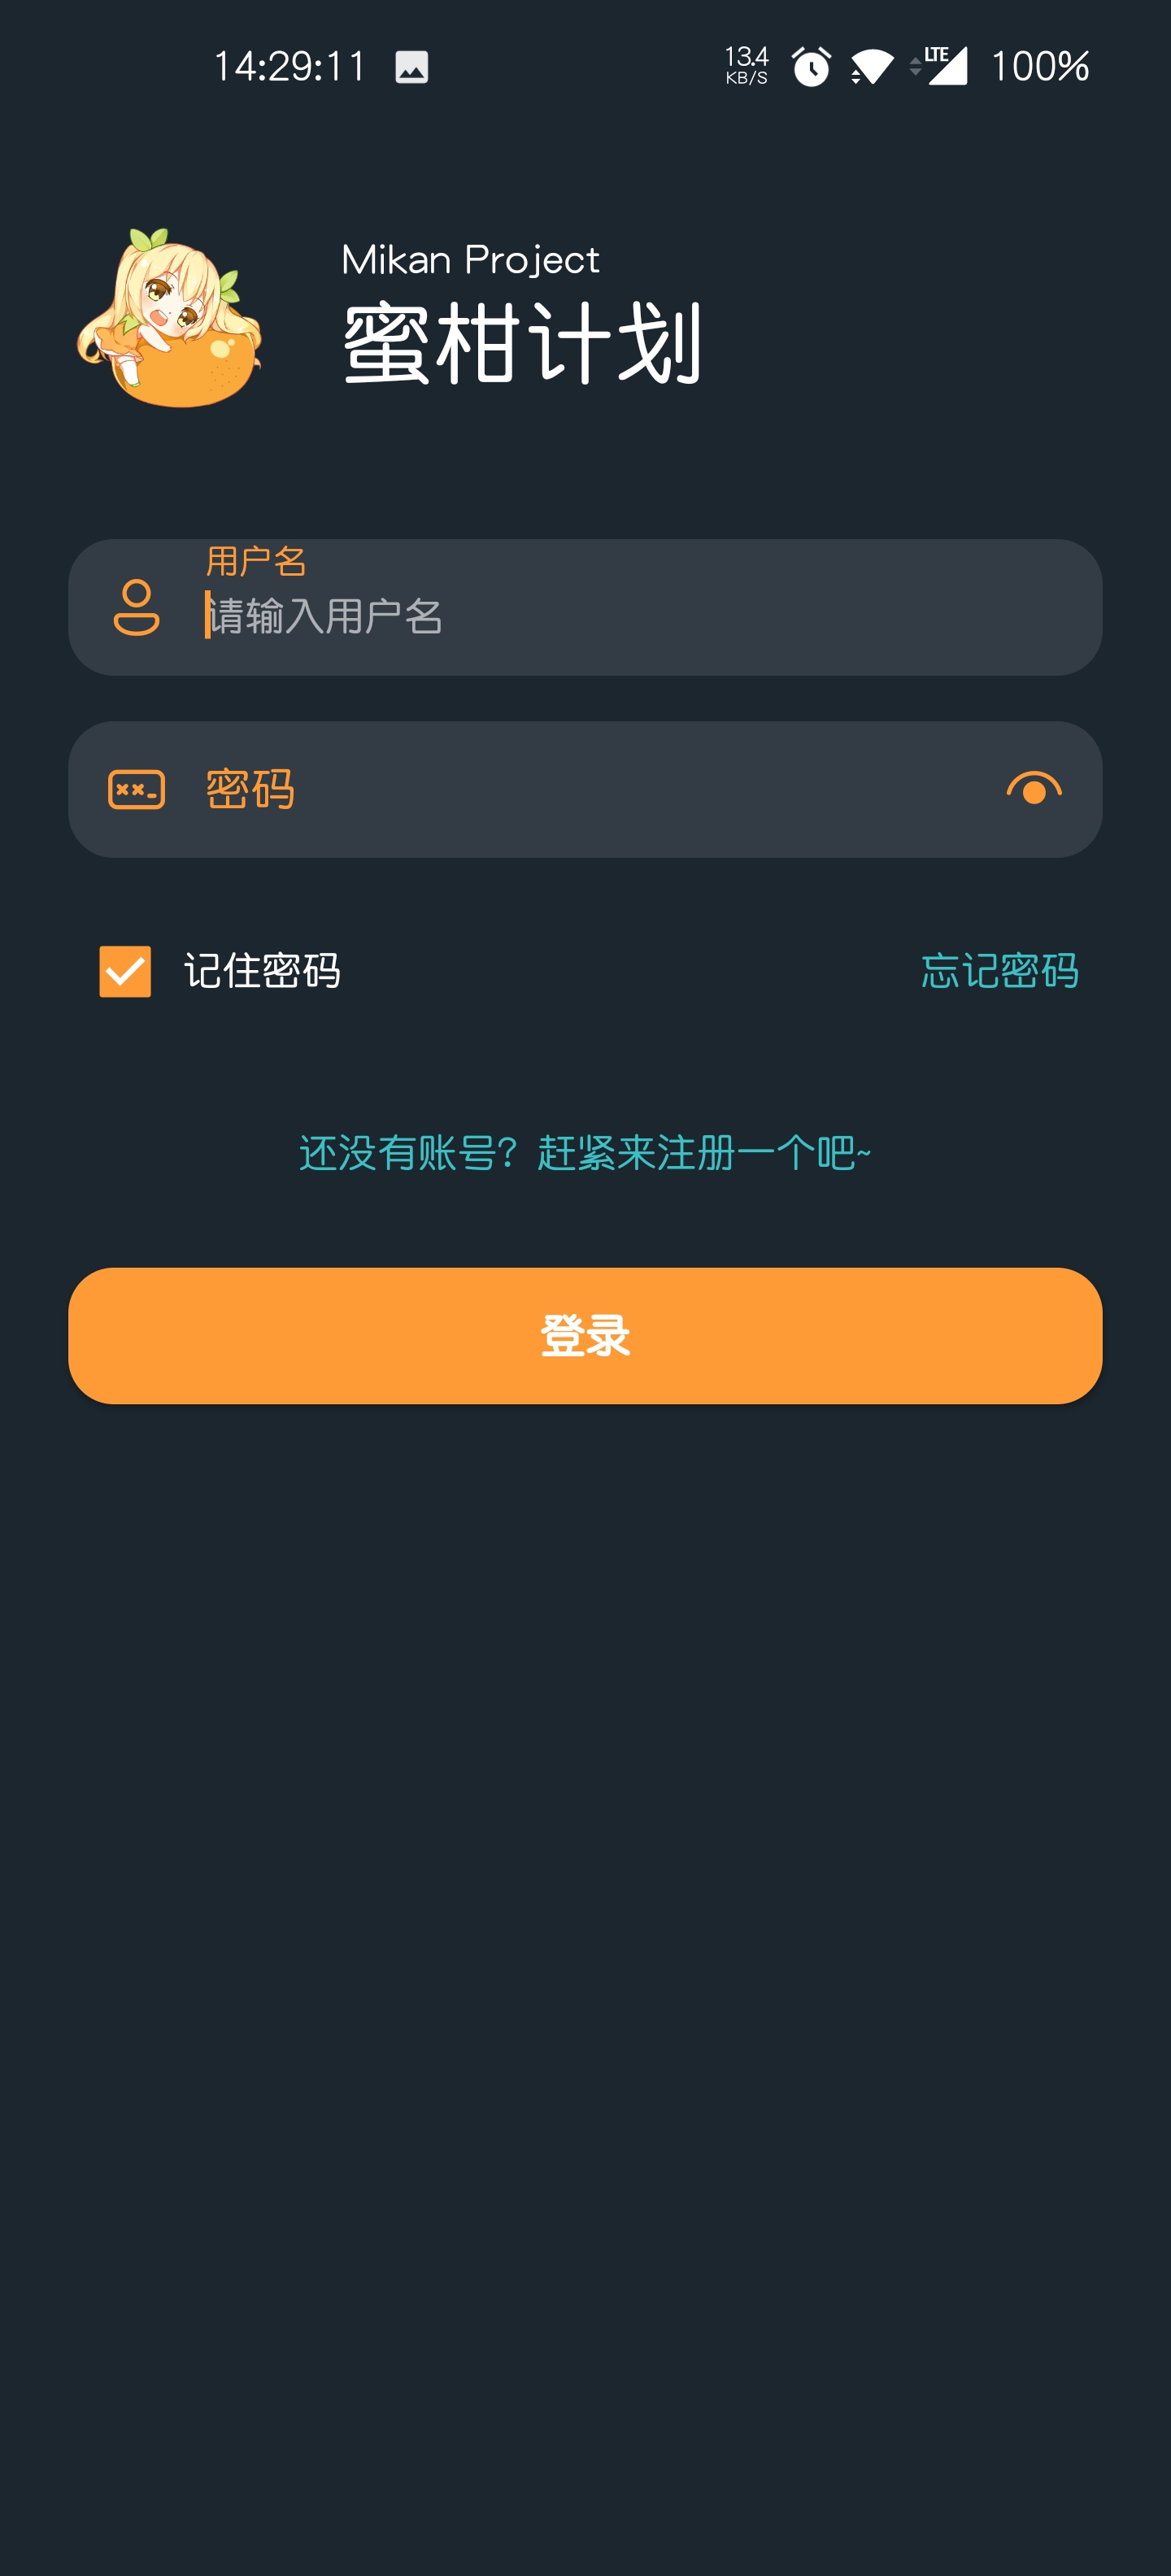 14:29:11
13.4
KB/S
LTE
100%
Mikan Project
蜜柑计划
用户名
请输入用户名
密码
记住密码
忘记密码
还没有账号？赶紧来注册一个吧~
登录